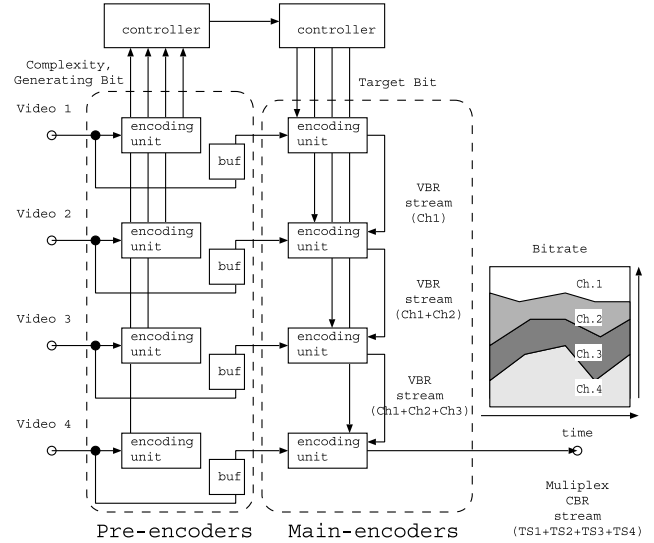 controller
controller
Complexity,
Generating Bit
Target Bit
Video 1
encoding
unit
buf
encoding
unit
VBR
stream
(Ch1)
Video 2
encoding
unit
buf
encoding
unit
Bitrate
VBR
stream
(Ch1+Ch2)
Ch.1
Ch.2
Ch.3
Ch.4
Video 3
encoding
unit
buf
encoding
unit
VBR
stream
(Ch1+Ch2+Ch3)
time
Video 4
encoding
unit
buf
encoding
unit
Muliplex
CBR
stream
(TS1+TS2+TS3+TS4)
Pre-encoders
Main-encoders